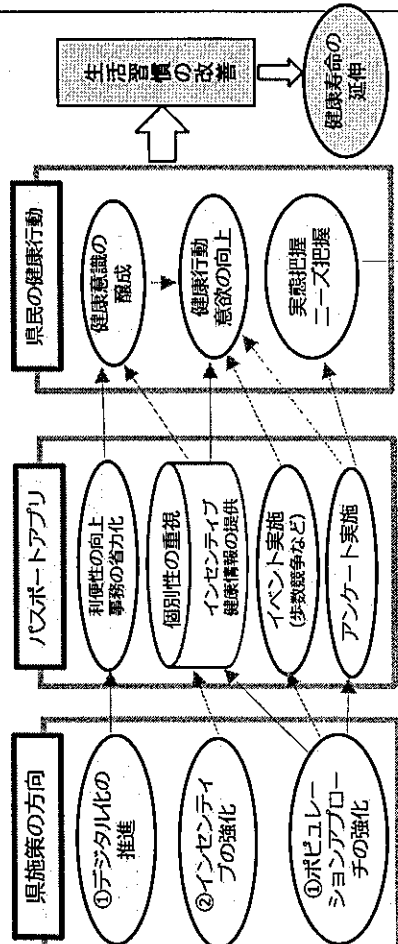 県施策の方向
①デジタル化の
推進
②インセンティ
ブの強化
①ポピュレー
ションアプロー
チの強化
パスポートアプリ
利便性の向上
事務の省力化
個別性の重視
インセンティブ
健康情報の提供
イベント実施
(歩数競争など)
アンケート実施
県民の健康行動
健康意識の
醸成
健康行動
意欲の向上
実態把握
ニーズ把握
生活習慣の改善
健康寿命の
延伸